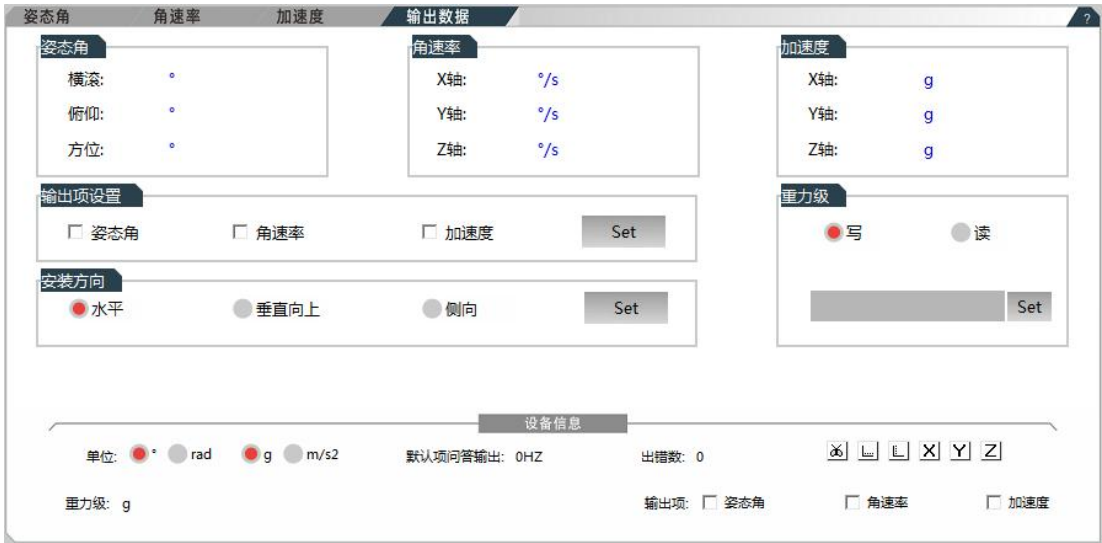 姿态角 角速率 加速度 输出数据 ?
姿态角 角速率 加速度
横滚: ° X轴: °/s X轴: g
俯仰: ° Y轴: °/s Y轴: g
方位: ° Z轴: °/s Z轴: g
输出项设置 重力级
姿态角 角速率 加速度 Set 写 读
安装方向
水平 垂直向上 侧向 Set Set
设备信息
单位: ° rad g m/s2 默认项问答输出: 0HZ 出错数: 0 X Y Z
重力级: g 输出项: 姿态角 角速率 加速度